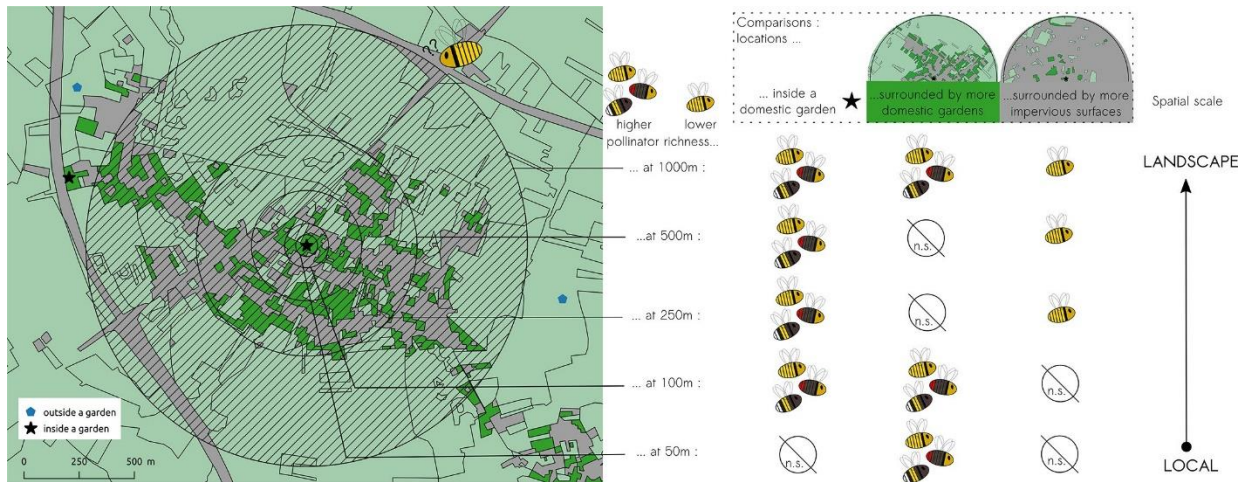 ??
outside a garden
inside a garden
0 250 500 m
higher
lower
pollinator richness...
... at 1000m :
...at 500m :
... at 250m :
... at 100m :
... at 50m :
Comparisons :
locations ...
... inside a
domestic garden
...surrounded by more
domestic gardens
...surrounded by more
impervious surfaces
Spatial scale
n.s.
n.s.
n.s.
n.s.
n.s.
LANDSCAPE
LOCAL